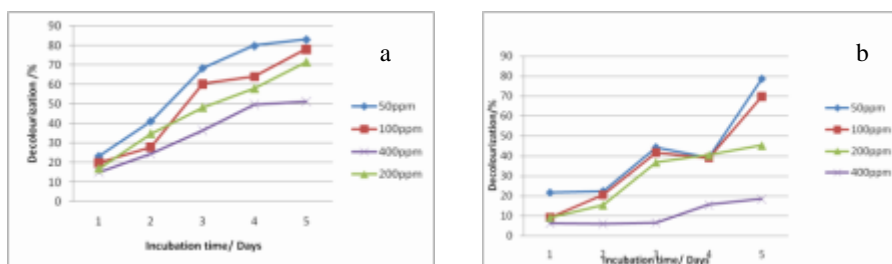 a
Decolourization /%
90
80
70
60
50
40
30
20
10
0
1 2 3 4 5
Incubation time/ Days
50ppm
100ppm
400ppm
200ppm
b
Decolourization/%
90
80
70
60
50
40
30
20
10
0
1 2 3 4 5
Incubation time/ Days
50ppm
100ppm
200ppm
400ppm